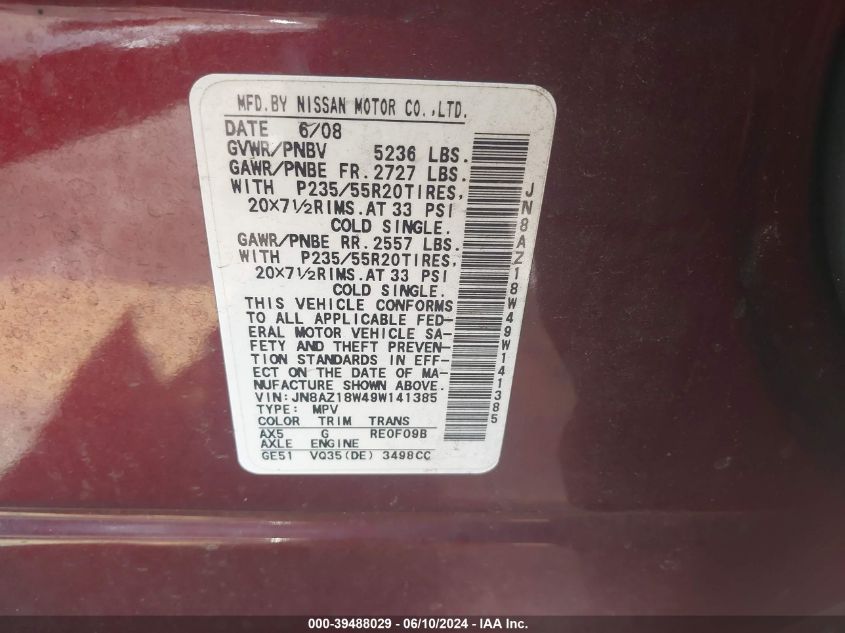 MFD.BY NISSAN MOTOR CO.,LTD.
DATE 6/08
GVWR/PNBV 5236 LBS.
GAWR/PNBE FR.2727 LBS.
WITH P235/55R20TIRES,
20×7½RIMS.AT 33 PSI
COLD SINGLE.
GAWR/PNBE RR.2557 LBS.
WITH P235/55R20TIRES,
20×7½RIMS.AT 33 PSI
COLD SINGLE.
THIS VEHICLE CONFORMS
TO ALL APPLICABLE FED-
ERAL MOTOR VEHICLE SA-
FETY AND THEFT PREVEN-
TION STANDARDS IN EFF-
ECT ON THE DATE OF MA-
NUFACTURE SHOWN ABOVE.
VIN:JN8AZ18W49W141385
TYPE: MPV
COLOR TRIM TRANS
AX5 G RE0F09B
AXLE ENGINE
GE51 VQ35(DE) 3498CC
JN8AZ18W49W141385
000-39488029 - 06/10/2024 - IAA Inc.